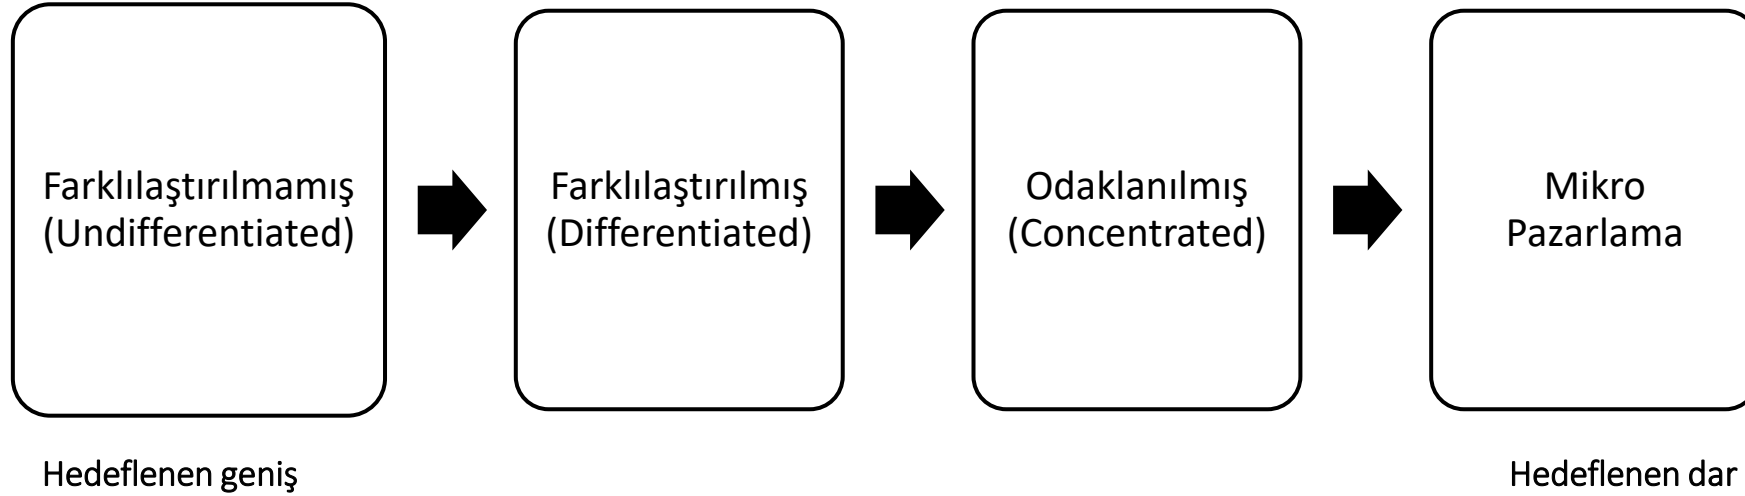 Farklılaştırılmamış
(Undifferentiated)
Farklılaştırılmış
(Differentiated)
Odaklanılmış
(Concentrated)
Mikro
Pazarlama
Hedeflenen geniş
Hedeflenen dar